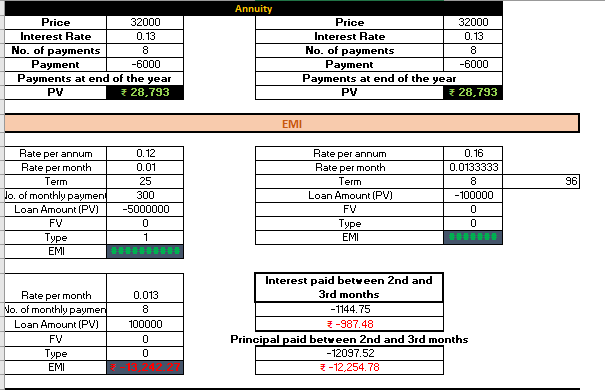 Annuity
Price 32000 Price 32000
Interest Rate 0.13 Interest Rate 0.13
No. of payments 8 No. of payments 8
Payment -6000 Payment -6000
Payments at end of the year Payments at end of the year
PV ₹ 28,793 PV ₹ 28,793
EMI
Rate per annum 0.12 Rate per annum 0.16
Rate per month 0.01 Rate per month 0.0133333
Term 25 Term 8 96
No. of monthly payment 300 Loan Amount (PV) -100000
Loan Amount (PV) -5000000 FV 0
FV 0 Type 0
Type 1 EMI ########
EMI ##########
Interest paid between 2nd and
3rd months
Rate per month 0.013
No. of monthly paymen 8 -1144.75
Loan Amount (PV) 100000 ₹ -987.48
FV 0 Principal paid between 2nd and 3rd months
Type 0 -12097.52
EMI ₹ -13,242.27 ₹ -12,254.78